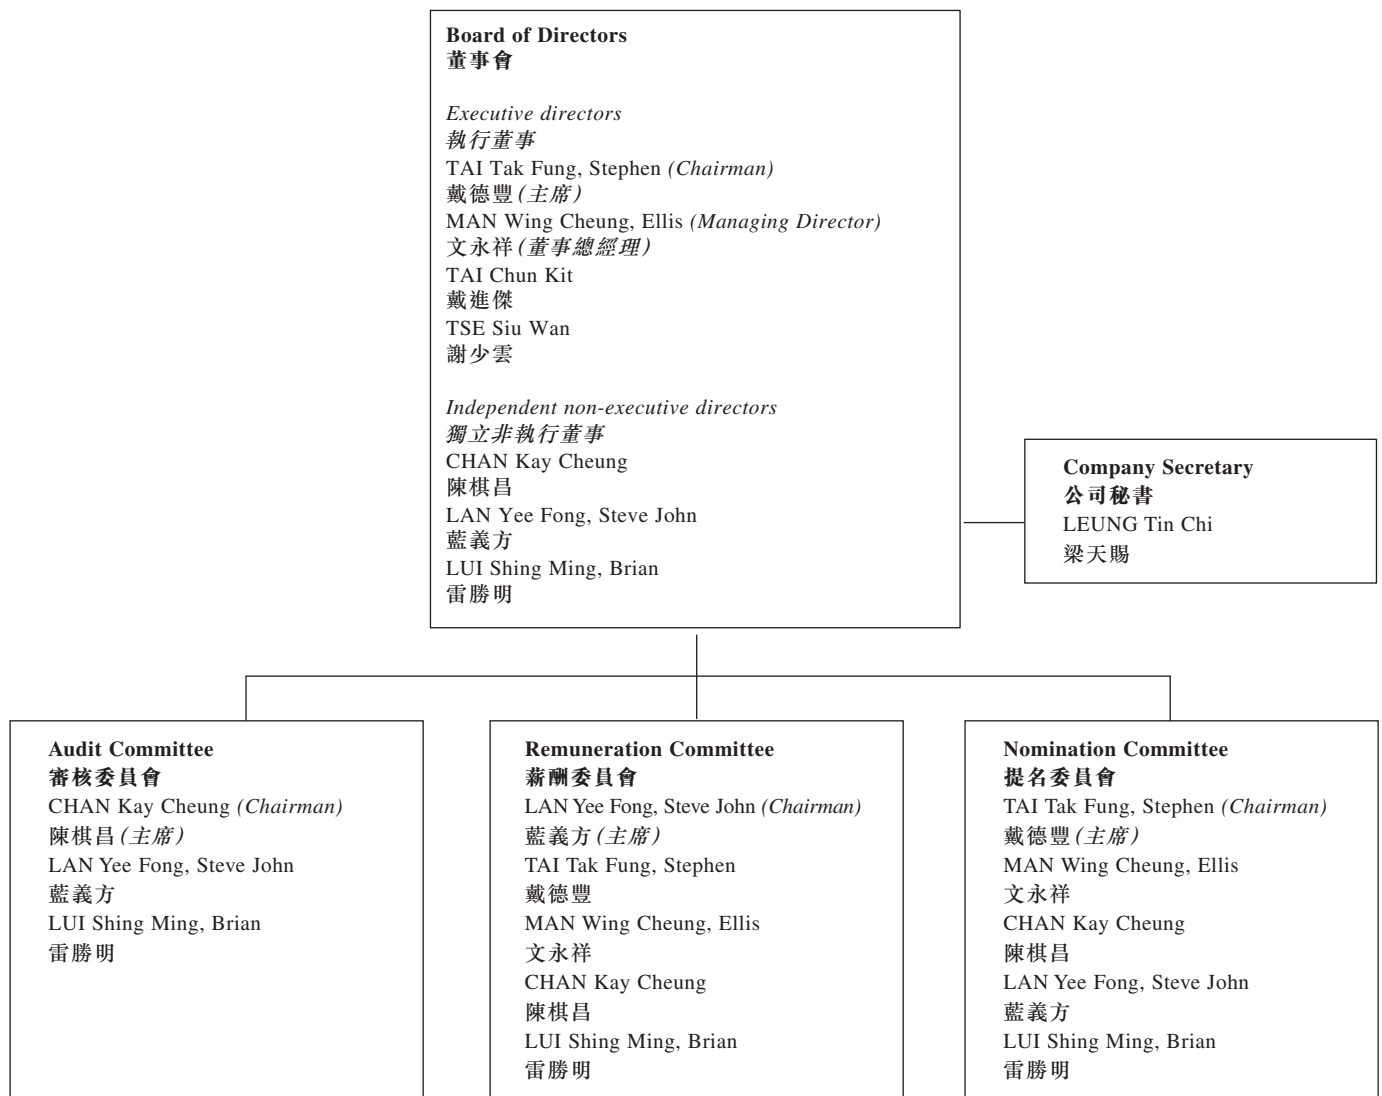 Board of Directors
董事會
Executive directors
執行董事
TAI Tak Fung, Stephen (Chairman)
戴德豐(主席)
MAN Wing Cheung, Ellis (Managing Director)
文永祥(董事總經理)
TAI Chun Kit
戴進傑
TSE Siu Wan
謝少雲
Independent non-executive directors
獨立非執行董事
CHAN Kay Cheung
陳棋昌
LAN Yee Fong, Steve John
藍義方
LUI Shing Ming, Brian
雷勝明
Company Secretary
公司秘書
LEUNG Tin Chi
梁天賜
Audit Committee
審核委員會
CHAN Kay Cheung (Chairman)
陳棋昌(主席)
LAN Yee Fong, Steve John
藍義方
LUI Shing Ming, Brian
雷勝明
Remuneration Committee
薪酬委員會
LAN Yee Fong, Steve John (Chairman)
藍義方(主席)
TAI Tak Fung, Stephen
戴德豐
MAN Wing Cheung, Ellis
文永祥
CHAN Kay Cheung
陳棋昌
LUI Shing Ming, Brian
雷勝明
Nomination Committee
提名委員會
TAI Tak Fung, Stephen (Chairman)
戴德豐(主席)
MAN Wing Cheung, Ellis
文永祥
CHAN Kay Cheung
陳棋昌
LAN Yee Fong, Steve John
藍義方
LUI Shing Ming, Brian
雷勝明